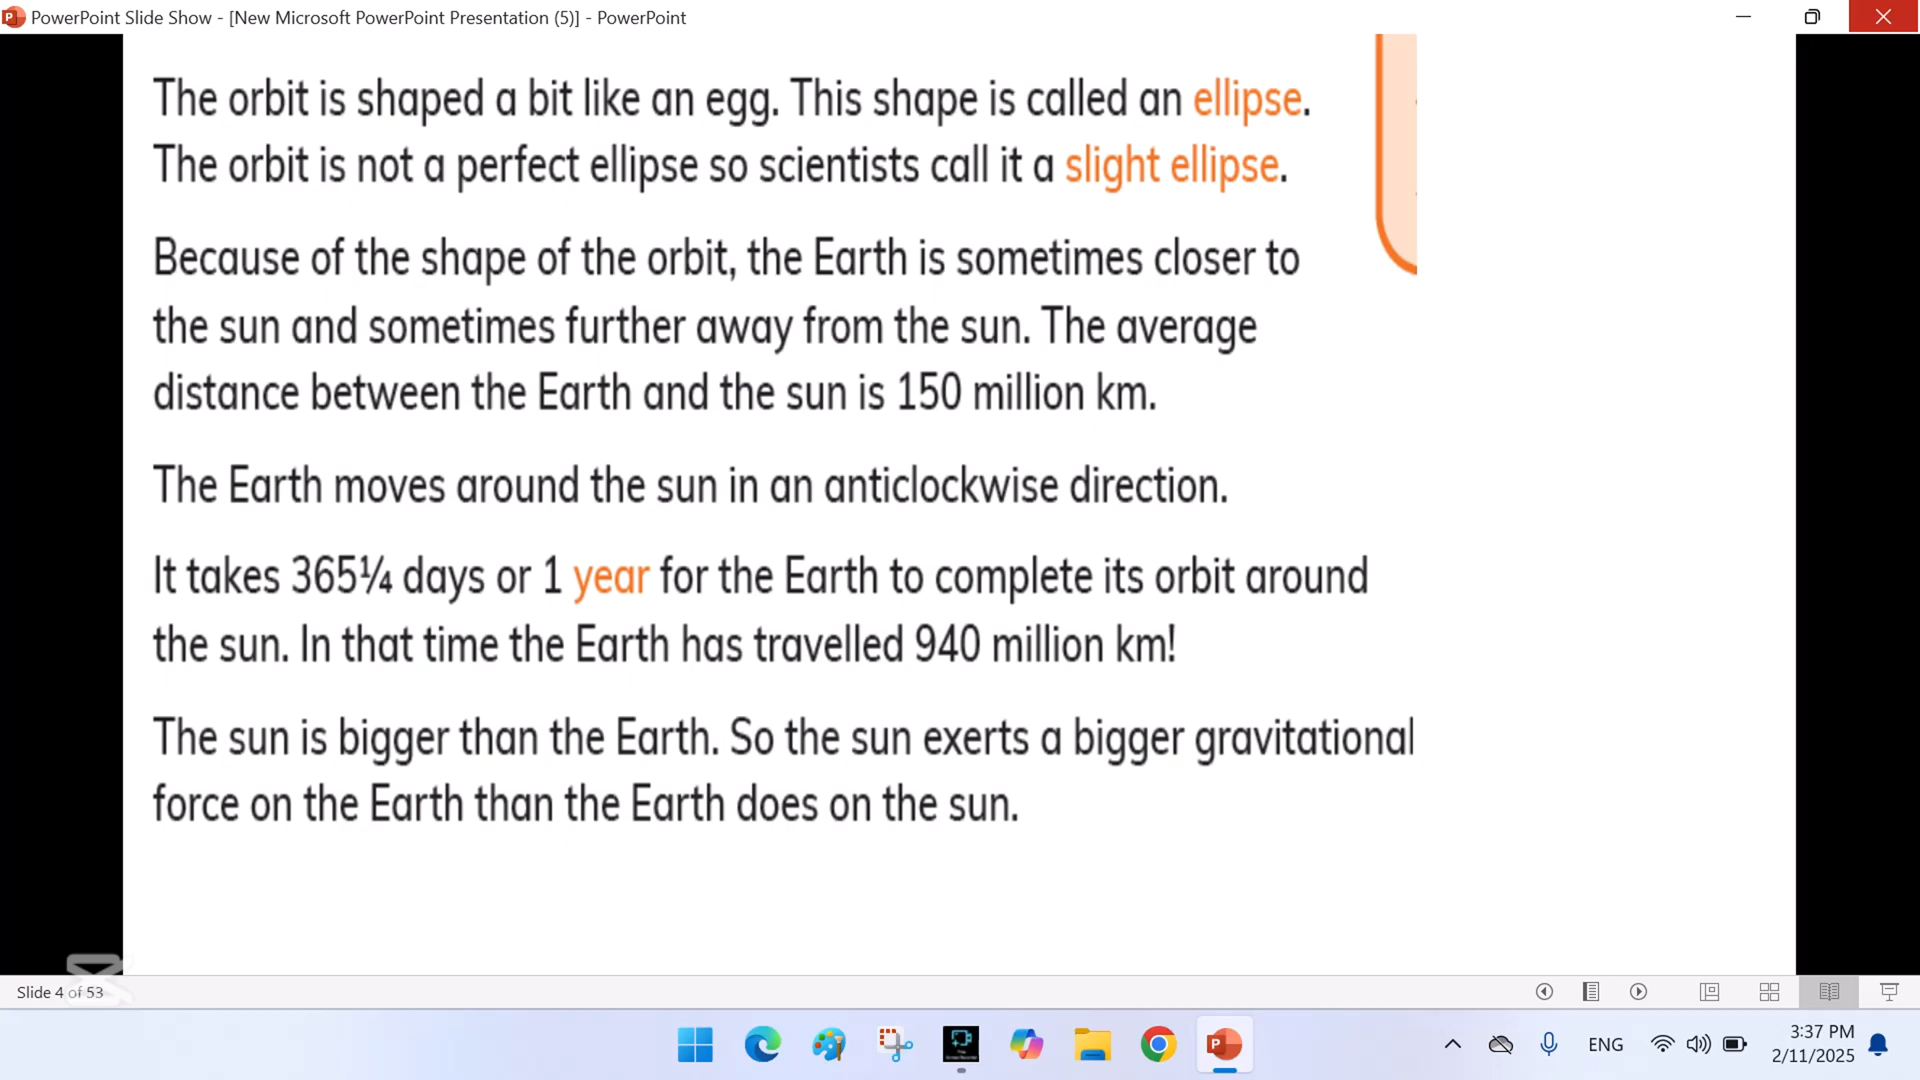 PowerPoint Slide Show - [New Microsoft PowerPoint Presentation (5)] - PowerPoint
The orbit is shaped a bit like an egg. This shape is called an ellipse.
The orbit is not a perfect ellipse so scientists call it a slight ellipse.
Because of the shape of the orbit, the Earth is sometimes closer to
the sun and sometimes further away from the sun. The average
distance between the Earth and the sun is 150 million km.
The Earth moves around the sun in an anticlockwise direction.
It takes 365¼ days or 1 year for the Earth to complete its orbit around
the sun. In that time the Earth has travelled 940 million km!
The sun is bigger than the Earth. So the sun exerts a bigger gravitational
force on the Earth than the Earth does on the sun.
Slide 4 of 53
ENG
3:37 PM
2/11/2025